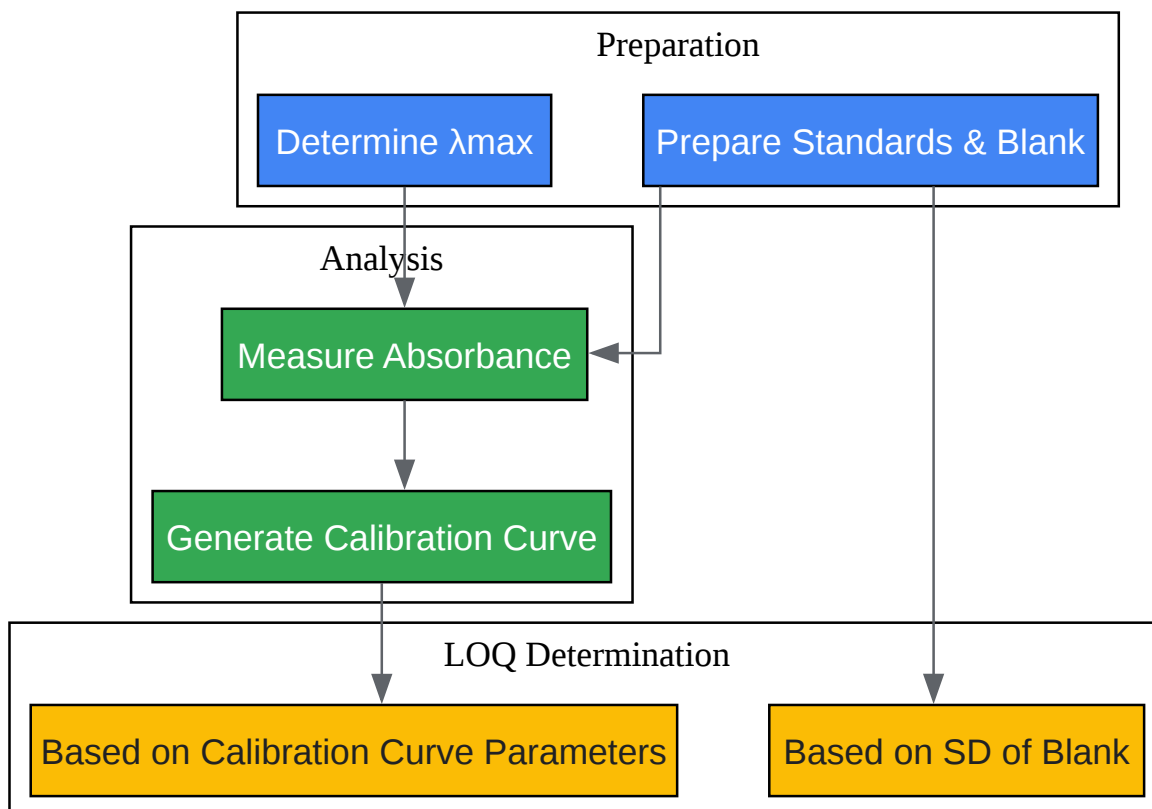 Preparation
Determine λmax
Prepare Standards & Blank
Analysis
Measure Absorbance
Generate Calibration Curve
LOQ Determination
Based on Calibration Curve Parameters
Based on SD of Blank